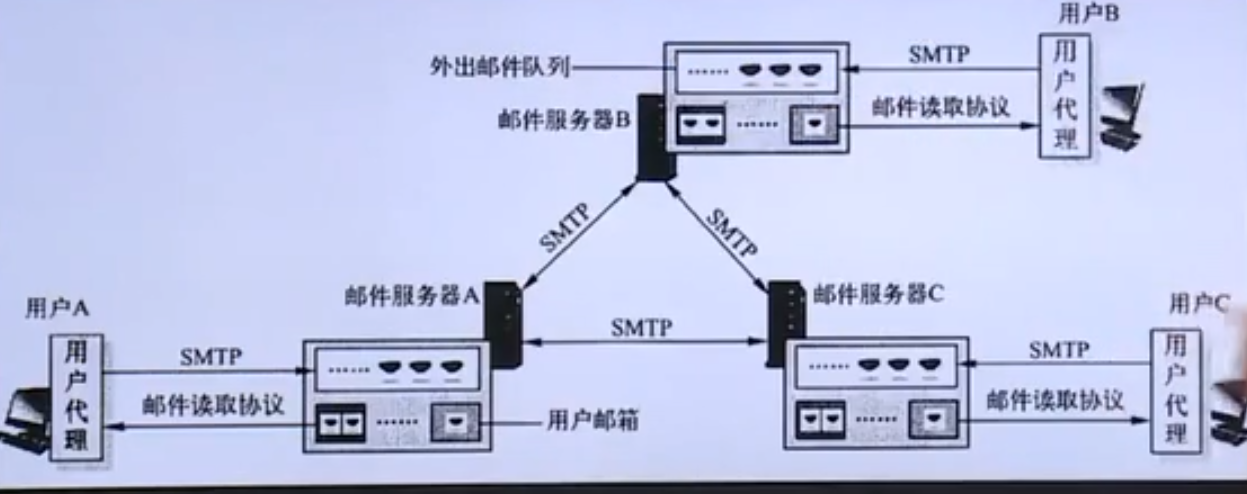 用户B
外出邮件队列
SMTP
用户代理
邮件服务器B
邮件读取协议
SMTP
SMTP
用户A
邮件服务器A
邮件服务器C
用户C
SMTP
用户代理
SMTP
SMTP
用户代理
邮件读取协议
用户邮箱
邮件读取协议